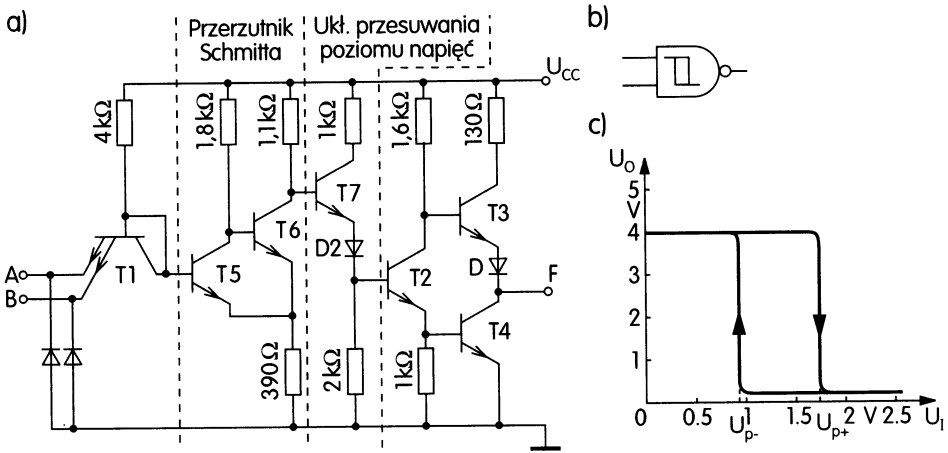 a)
Przerzutnik
Schmitta
Ukł. przesuwania
poziomu napięć
U_CC
4kΩ
1,8kΩ
1,1kΩ
1kΩ
1,6kΩ
130Ω
T7
T3
T6
A
B
T1
T5
D2
T2
D
F
T4
390Ω
2kΩ
1kΩ
b)
c)
U_O
5
V
4
3
2
1
0
0.5
1
1.5
2
V
2.5
U_p-
U_p+
U_I